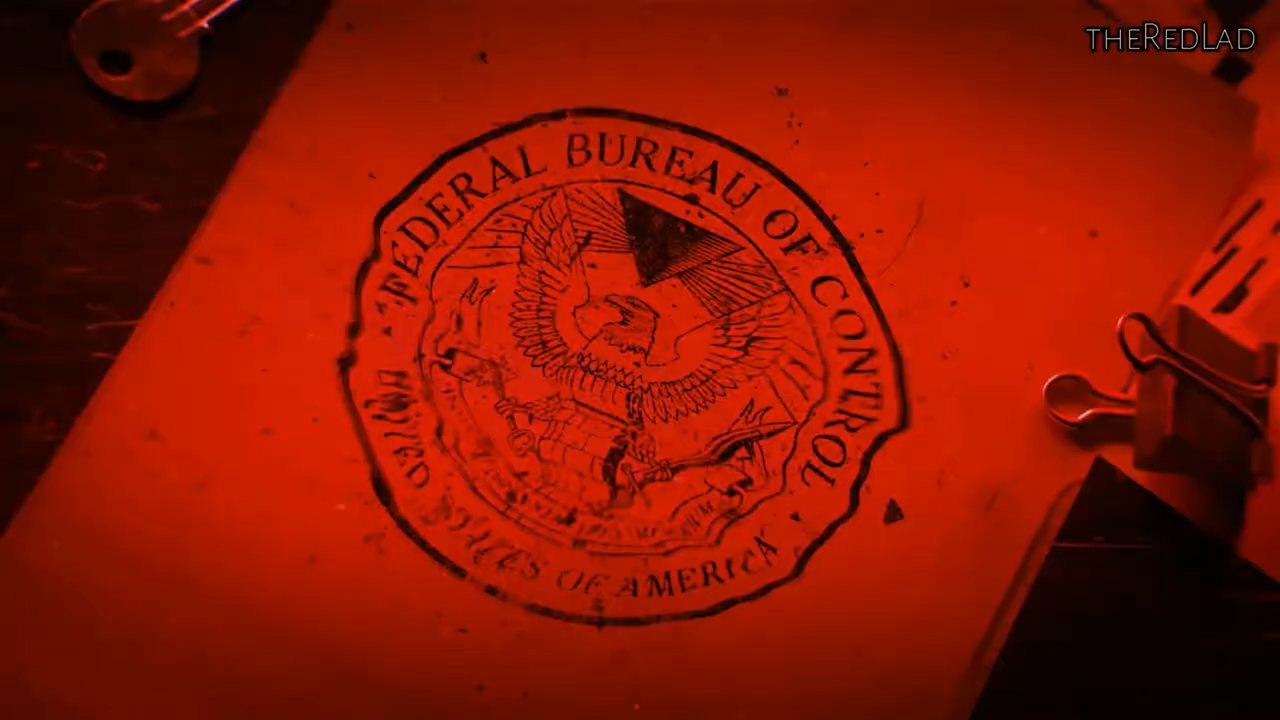 THEREDLAD
FEDERAL BUREAU OF CONTROL
UNITED STATES OF AMERICA